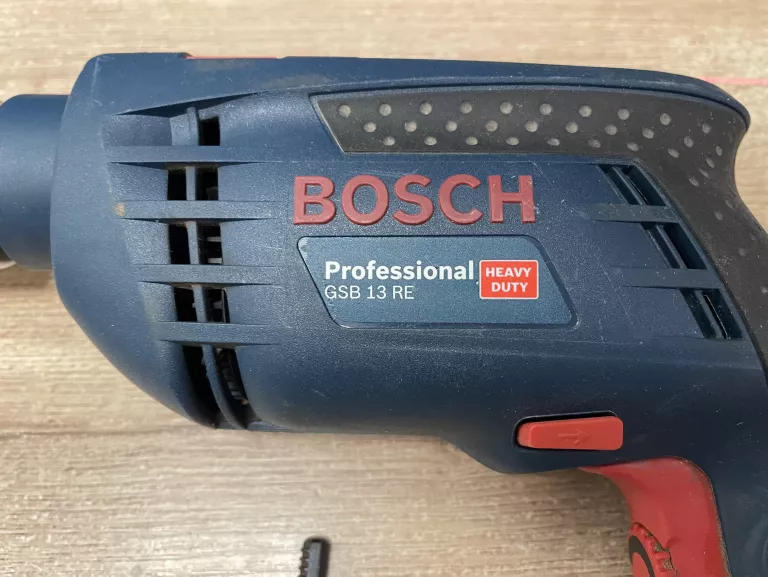 BOSCH
Professional
GSB 13 RE
HEAVY
DUTY